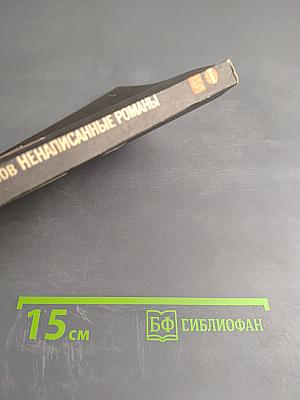 ОВ НЕНАПИСАННЫЕ РОМАНЫ
15 СМ
БФ БИБЛИОФАН